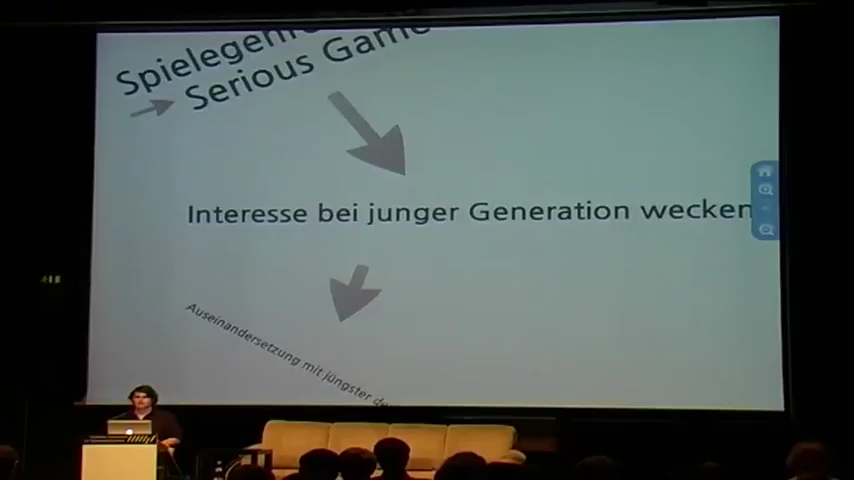 Serious Game
Interesse bei junger Generation wecken
Auseinandersetzung mit jüngster